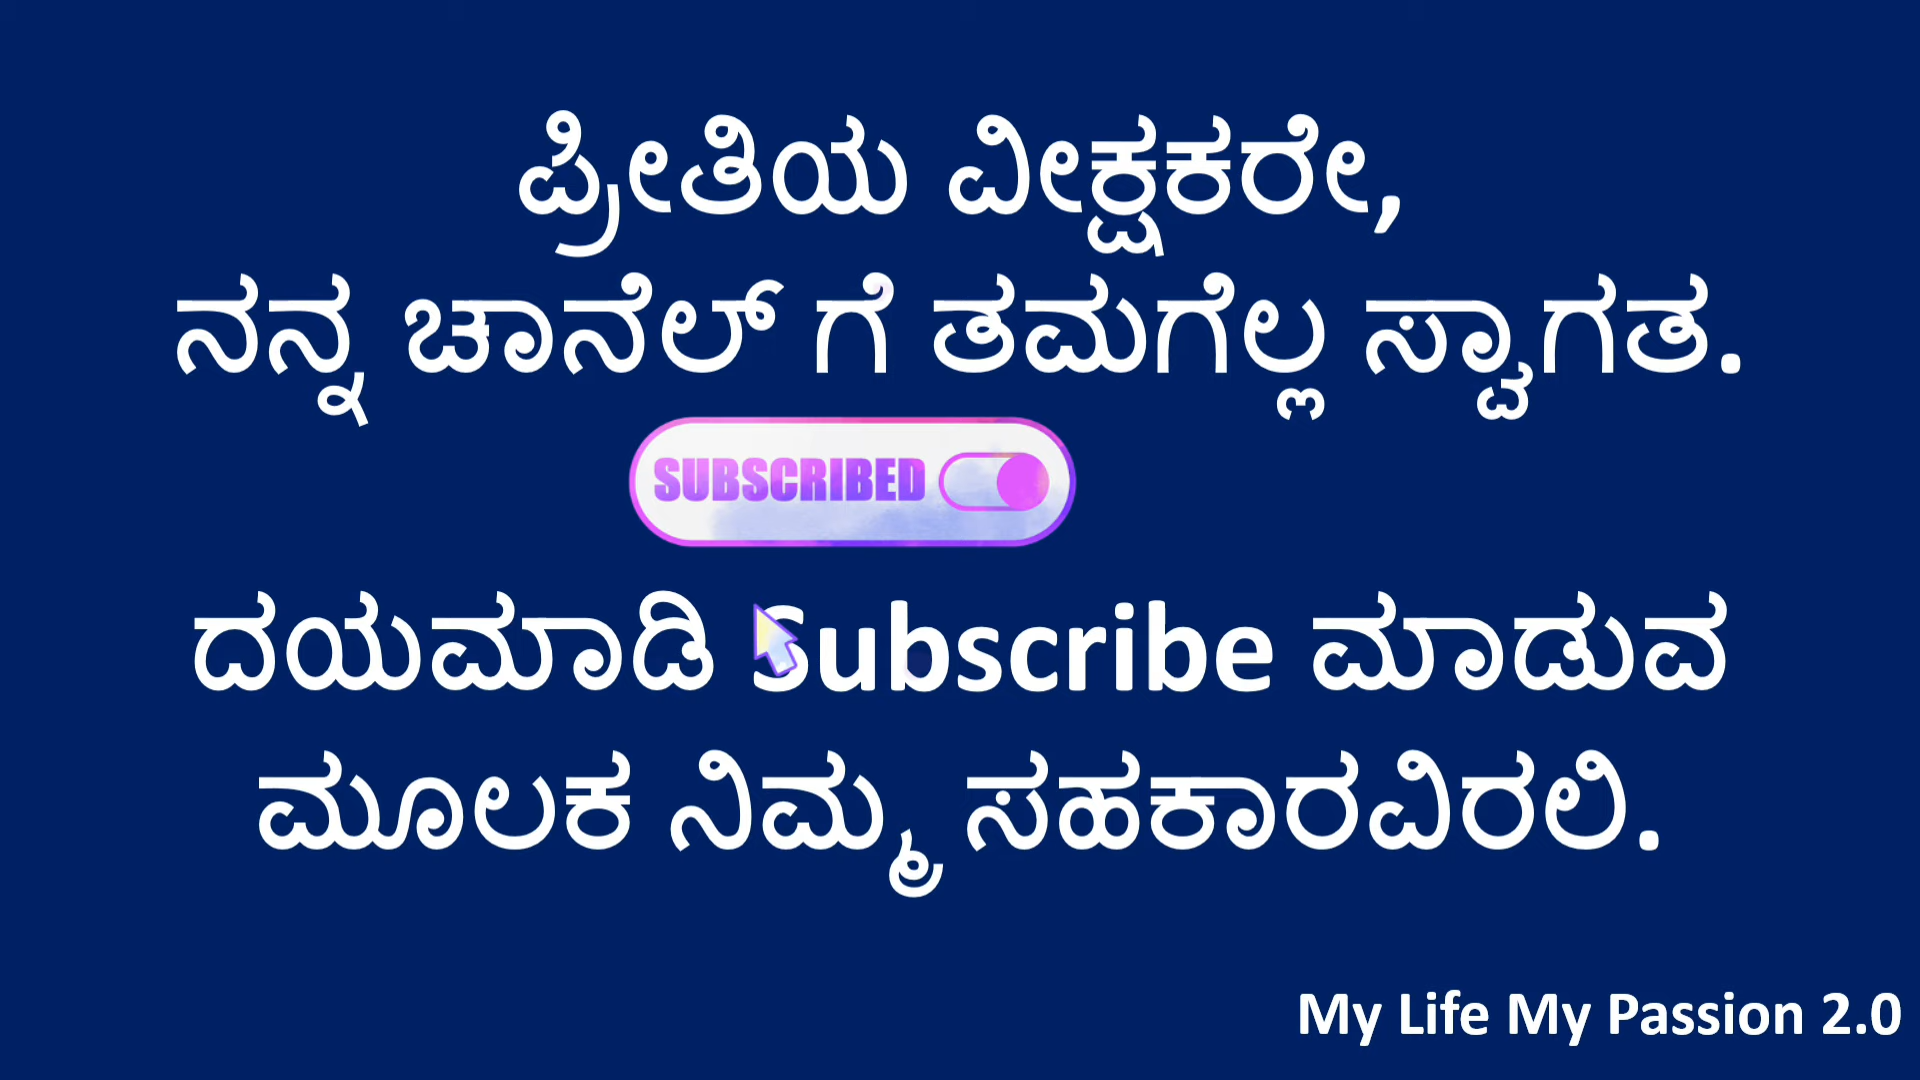 ಪ್ರೀತಿಯ ವೀಕ್ಷಕರೇ,
ನನ್ನ ಚಾನೆಲ್ ಗೆ ತಮಗೆಲ್ಲ ಸ್ವಾಗತ.
SUBSCRIBED
ದಯಮಾಡಿ Subscribe ಮಾಡುವ
ಮೂಲಕ ನಿಮ್ಮ ಸಹಕಾರವಿರಲಿ.
My Life My Passion 2.0